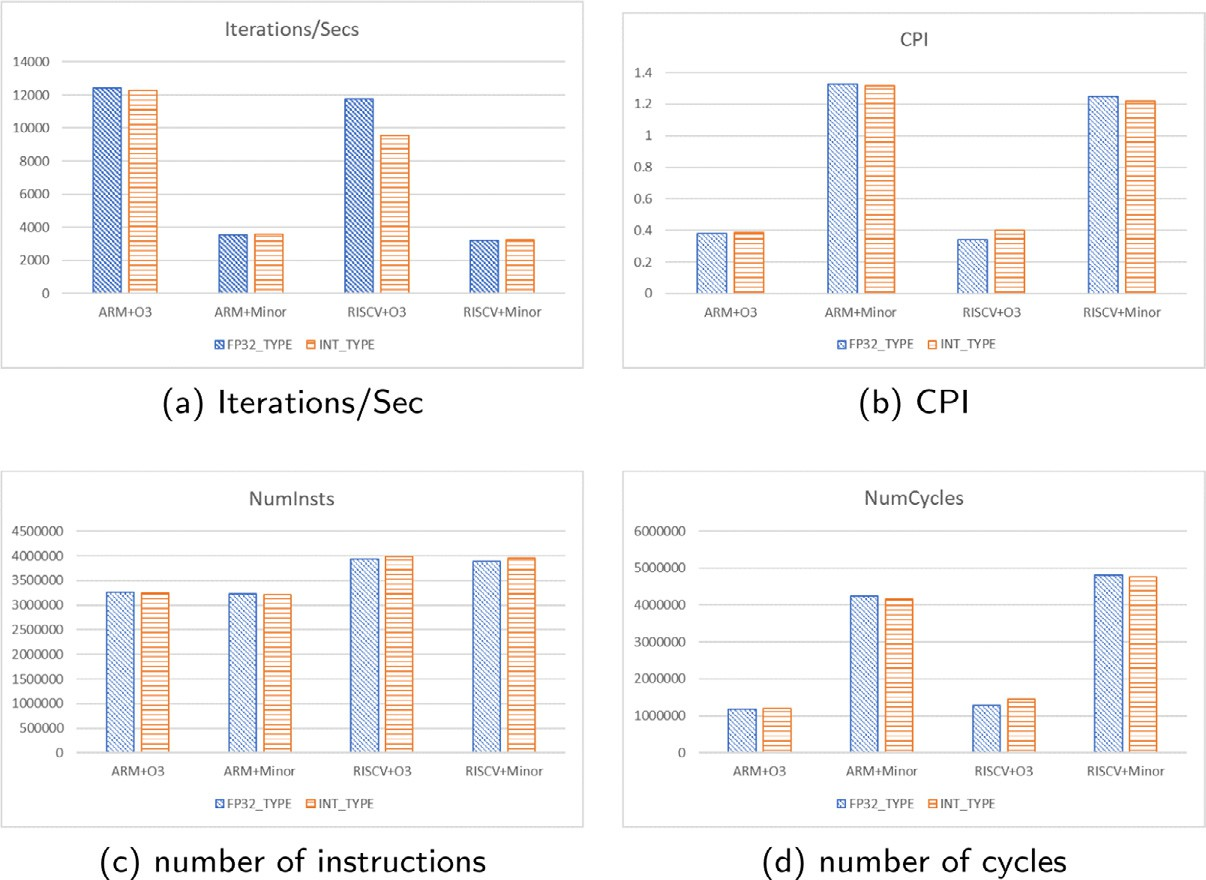 Iterations/Secs
14000
12000
10000
8000
6000
4000
2000
0
ARM+O3 ARM+Minor RISCV+O3 RISCV+Minor
FP32_TYPE INT_TYPE
(a) Iterations/Sec
CPI
1.4
1.2
1
0.8
0.6
0.4
0.2
0
ARM+O3 ARM+Minor RISCV+O3 RISCV+Minor
FP32_TYPE INT_TYPE
(b) CPI
NumInsts
4500000
4000000
3500000
3000000
2500000
2000000
1500000
1000000
500000
0
ARM+O3 ARM+Minor RISCV+O3 RISCV+Minor
FP32_TYPE INT_TYPE
(c) number of instructions
NumCycles
6000000
5000000
4000000
3000000
2000000
1000000
0
ARM+O3 ARM+Minor RISCV+O3 RISCV+Minor
FP32_TYPE INT_TYPE
(d) number of cycles